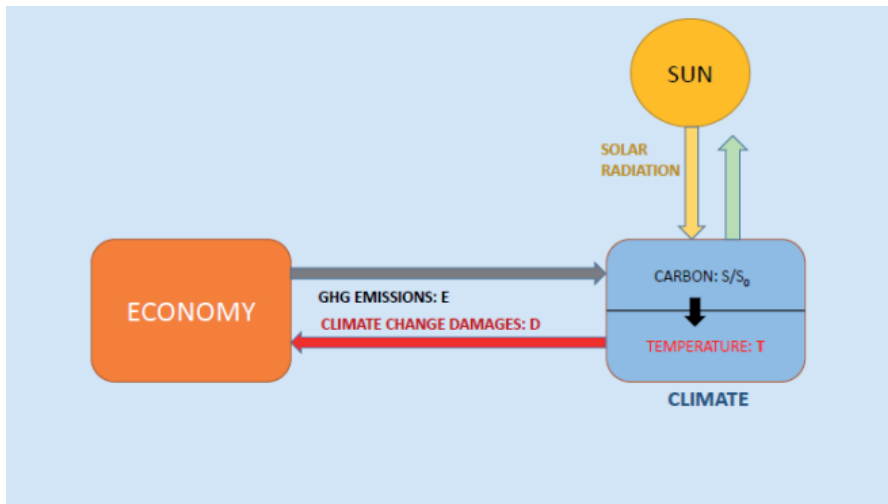 SUN
SOLAR
RADIATION
ECONOMY
GHG EMISSIONS: E
CLIMATE CHANGE DAMAGES: D
CARBON: S/S₀
TEMPERATURE: T
CLIMATE